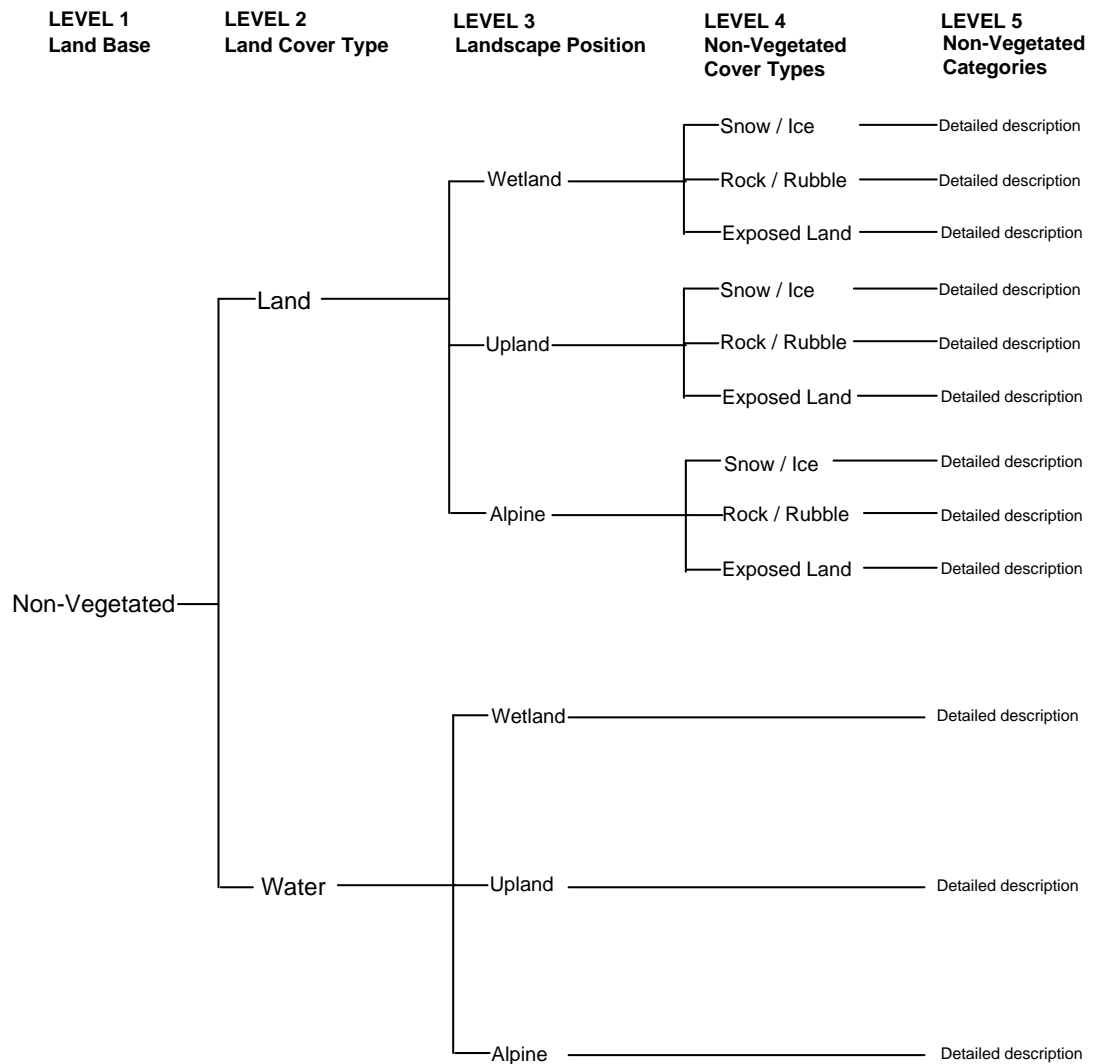 LEVEL 1
Land Base
LEVEL 2
Land Cover Type
LEVEL 3
Landscape Position
LEVEL 4
Non-Vegetated
Cover Types
LEVEL 5
Non-Vegetated
Categories
Snow / Ice
Detailed description
Wetland
Rock / Rubble
Detailed description
Exposed Land
Detailed description
Land
Snow / Ice
Detailed description
Upland
Rock / Rubble
Detailed description
Exposed Land
Detailed description
Snow / Ice
Detailed description
Alpine
Rock / Rubble
Detailed description
Exposed Land
Detailed description
Non-Vegetated
Wetland
Detailed description
Water
Upland
Detailed description
Alpine
Detailed description